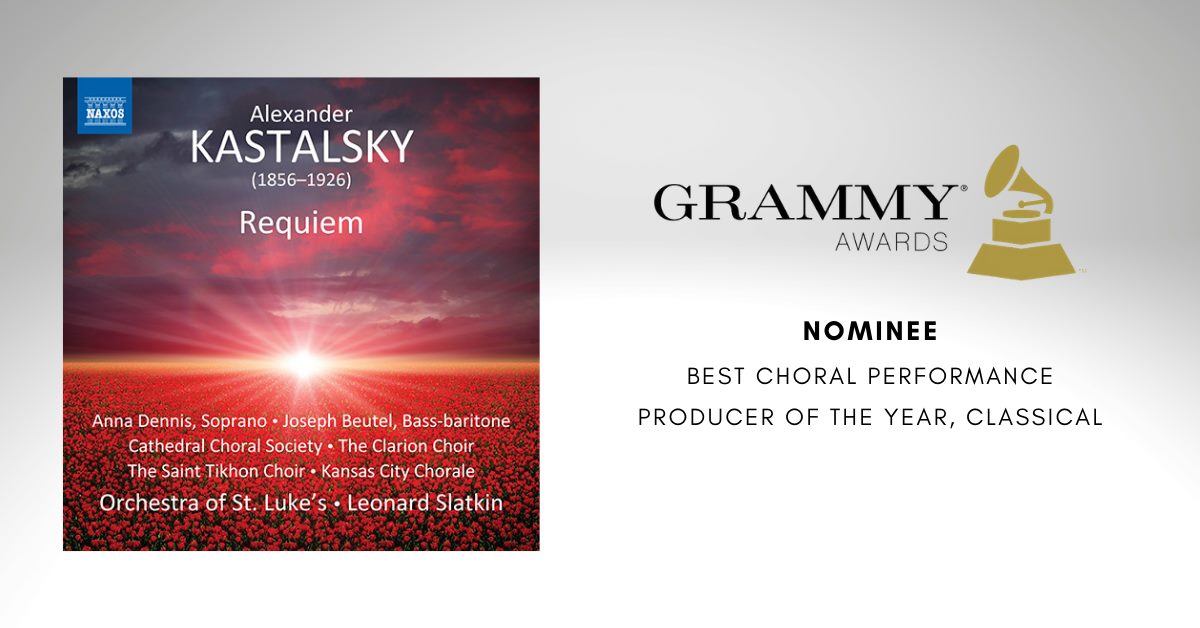 NAXOS
Alexander
KASTALSKY
(1856–1926)
Requiem
Anna Dennis, Soprano • Joseph Beutel, Bass-baritone
Cathedral Choral Society • The Clarion Choir
The Saint Tikhon Choir • Kansas City Chorale
Orchestra of St. Luke's • Leonard Slatkin
GRAMMY®
AWARDS
TM
NOMINEE
BEST CHORAL PERFORMANCE
PRODUCER OF THE YEAR, CLASSICAL